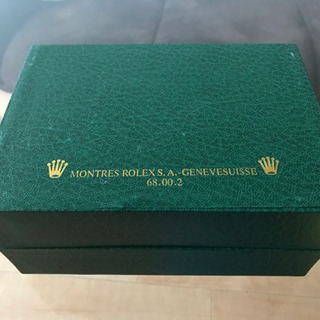 MONTRES ROLEX S.A.-GENEVESUISSE
68.00.2